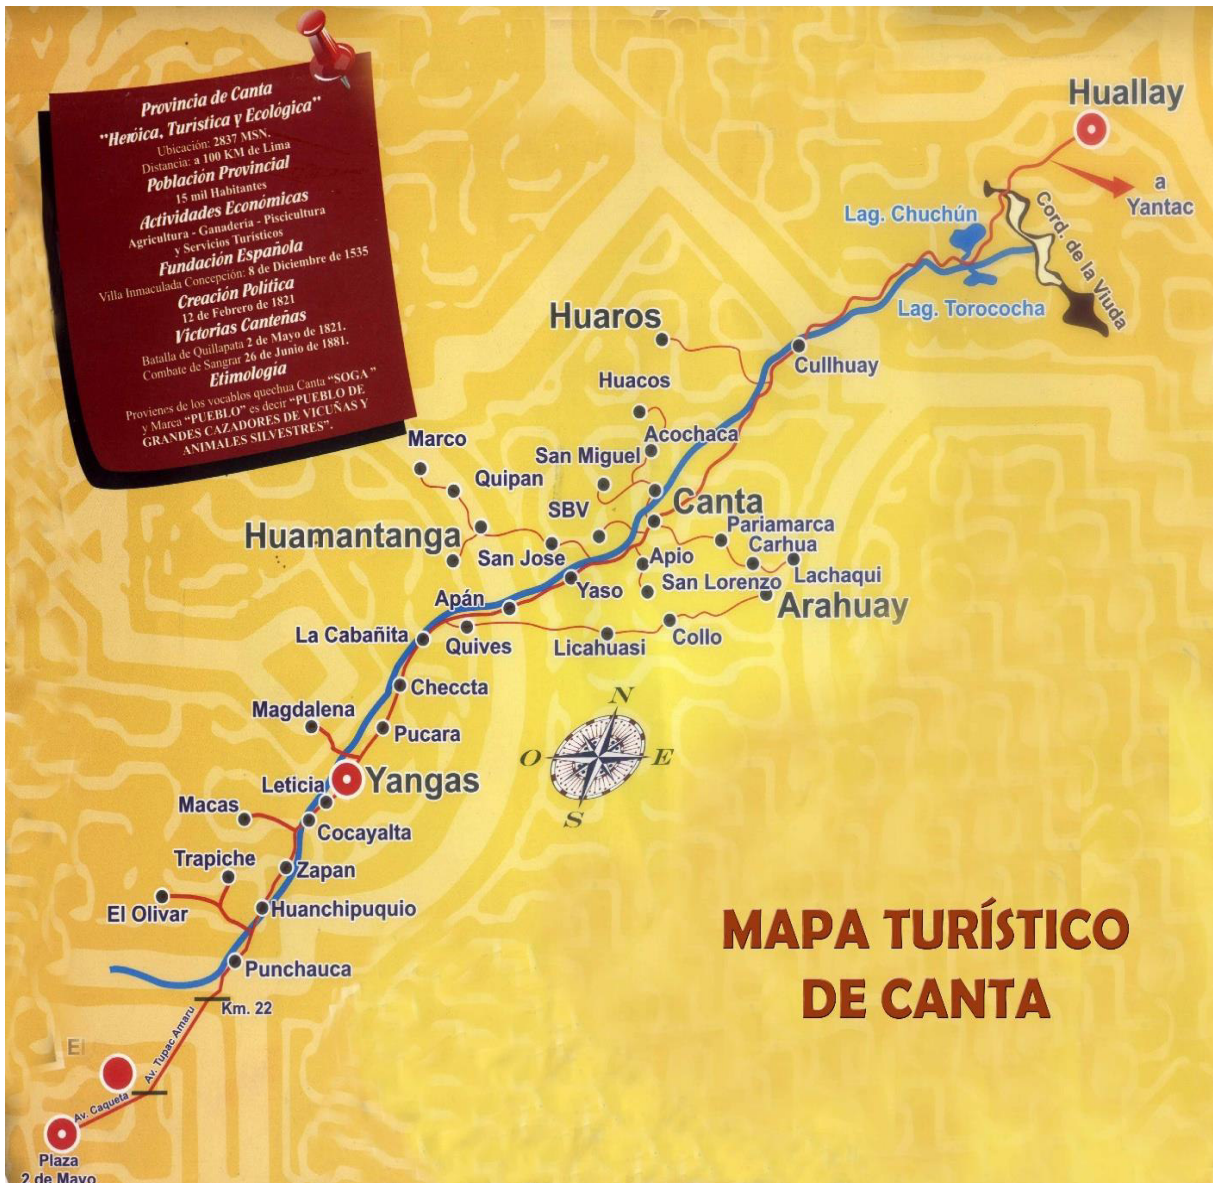 Provincia de Canta
"Heróica, Turística y Ecológica"
Ubicación: 2837 MSN.
Distancia: a 100 KM de Lima
Población Provincial
15 mil Habitantes
Actividades Económicas
Agricultura - Ganadería - Piscicultura
y Servicios Turísticos
Fundación Española
Villa Inmaculada Concepción: 8 de Diciembre de 1535
Creación Política
12 de Febrero de 1821
Victorias Canteñas
Batalla de Quillapata 2 de Mayo de 1821.
Combate de Sangrar 26 de Junio de 1881.
Etimología
Provienes de los vocablos quechua Canta "SOGA"
y Marca "PUEBLO" es decir "PUEBLO DE
GRANDES CAZADORES DE VICUÑAS Y
ANIMALES SILVESTRES".
Huallay
a
Yantac
Lag. Chuchún
Cord. de la Viuda
Lag. Torococha
Huaros
Cullhuay
Huacos
Acochaca
Marco
San Miguel
Quipan
Canta
SBV
Pariamarca
Huamantanga
Carhua
San Jose
Apio
Lachaqui
Yaso
San Lorenzo
Apán
Arahuay
La Cabañita
Quives
Licahuasi
Collo
Checcta
Magdalena
Pucara
N
O
E
S
Leticia
Yangas
Macas
Cocayalta
Trapiche
Zapan
El Olivar
Huanchipuquio
Punchauca
Km. 22
Av. Tupac Amaru
El
Av. Caqueta
Plaza
2 de Mayo
MAPA TURÍSTICO
DE CANTA